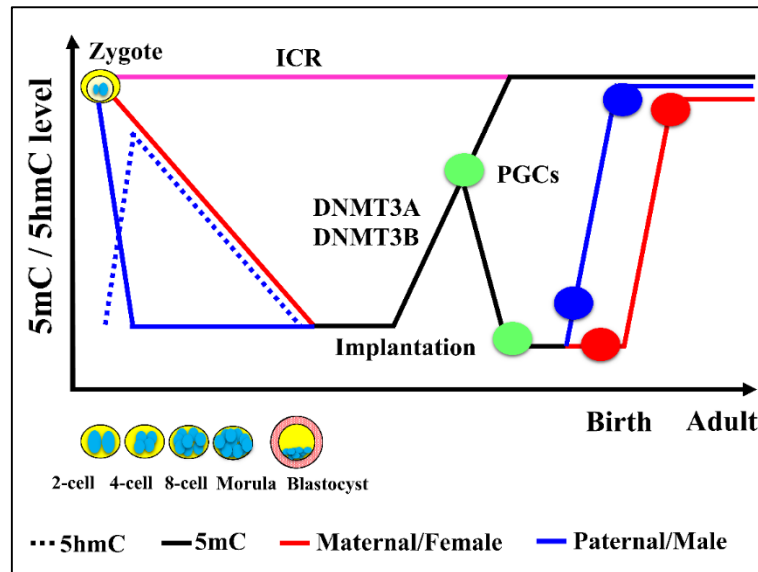 Zygote
ICR
5mC / 5hmC level
PGCs
DNMT3A
DNMT3B
Implantation
Birth Adult
2-cell 4-cell 8-cell Morula Blastocyst
5hmC 5mC Maternal/Female Paternal/Male